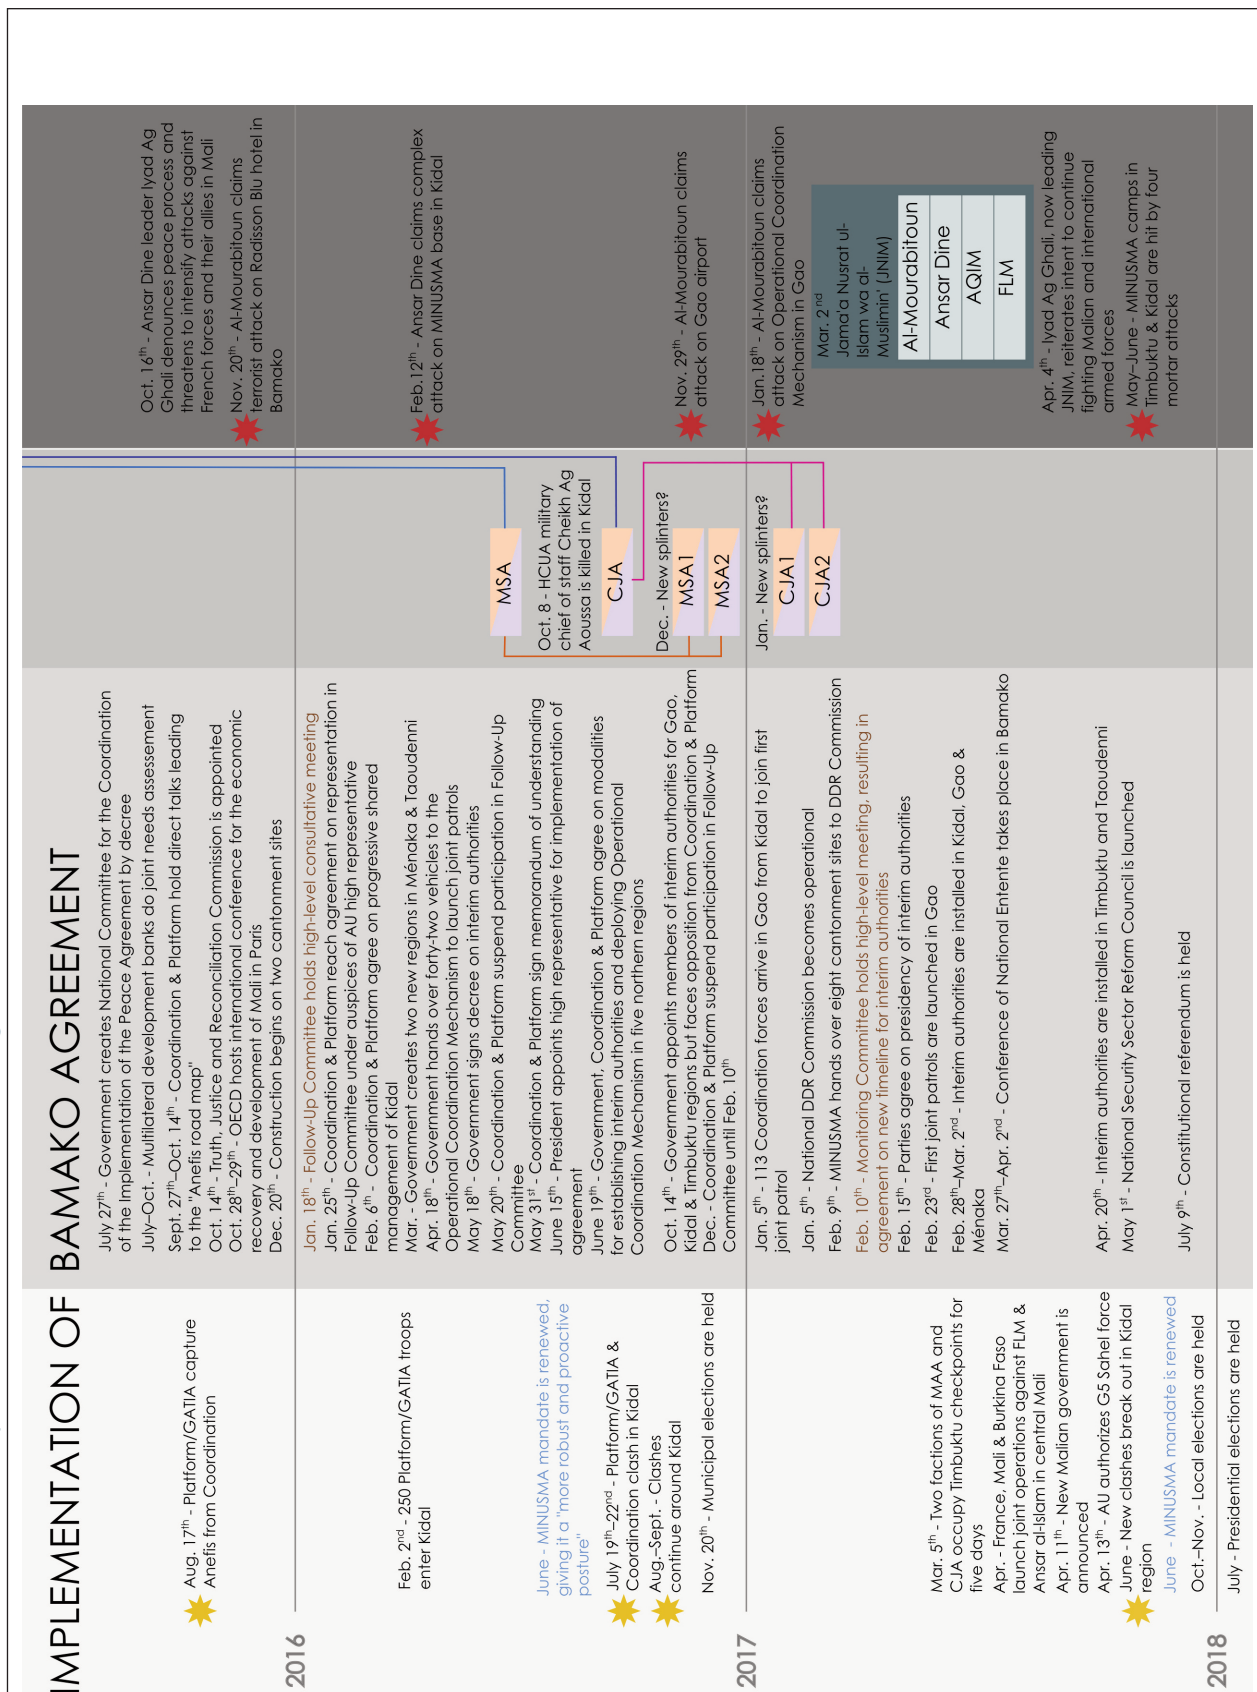 IMPLEMENTATION OF BAMAKO AGREEMENT
Aug. 17th - Platform/GATIA capture
Anefis from Coordination
2016
Feb. 2nd - 250 Platform/GATIA troops
enter Kidal
June - MINUSMA mandate is renewed,
giving it a "more robust and proactive
posture"
July 19th–22nd - Platform/GATIA &
Coordination clash in Kidal
Aug.–Sept. - Clashes
continue around Kidal
Nov. 20th - Municipal elections are held
2017
Mar. 5th - Two factions of MAA and
CJA occupy Timbuktu checkpoints for
five days
Apr. - France, Mali & Burkina Faso
launch joint operations against FLM &
Ansar al-Islam in central Mali
Apr. 11th - New Malian government is
announced
Apr. 13th - AU authorizes G5 Sahel force
June - New clashes break out in Kidal
region
June - MINUSMA mandate is renewed
Oct.–Nov. - Local elections are held
2018
July - Presidential elections are held
July 27th - Government creates National Committee for the Coordination
of the Implementation of the Peace Agreement by decree
July–Oct. - Multilateral development banks do joint needs assessement
Sept. 27th–Oct. 14th - Coordination & Platform hold direct talks leading
to the "Anefis road map"
Oct. 14th - Truth, Justice and Reconciliation Commission is appointed
Oct. 28th–29th - OECD hosts international conference for the economic
recovery and development of Mali in Paris
Dec. 20th - Construction begins on two cantonment sites
Jan. 18th - Follow-Up Committee holds high-level consultative meeting
Jan. 25th - Coordination & Platform reach agreement on representation in
Follow-Up Committee under auspices of AU high representative
Feb. 6th - Coordination & Platform agree on progressive shared
management of Kidal
Mar. - Government creates two new regions in Ménaka & Taoudenni
Apr. 18th - Government hands over forty-two vehicles to the
Operational Coordination Mechanism to launch joint patrols
May 18th - Government signs decree on interim authorities
May 20th - Coordination & Platform suspend participation in Follow-Up
Committee
May 31st - Coordination & Platform sign memorandum of understanding
June 15th - President appoints high representative for implementation of
agreement
June 19th - Government, Coordination & Platform agree on modalities
for establishing interim authorities and deploying Operational
Coordination Mechanism in five northern regions
Oct. 14th - Government appoints members of interim authorities for Gao,
Kidal & Timbuktu regions but faces opposition from Coordination & Platform
Dec. - Coordination & Platform suspend participation in Follow-Up
Committee until Feb. 10th
Jan. 5th - 113 Coordination forces arrive in Gao from Kidal to join first
joint patrol
Jan. 5th - National DDR Commission becomes operational
Feb. 9th - MINUSMA hands over eight cantonment sites to DDR Commission
Feb. 10th - Monitoring Committee holds high-level meeting, resulting in
agreement on new timeline for interim authorities
Feb. 15th - Parties agree on presidency of interim authorities
Feb. 23rd - First joint patrols are launched in Gao
Feb. 28th–Mar. 2nd - Interim authorities are installed in Kidal, Gao &
Ménaka
Mar. 27th–Apr. 2nd - Conference of National Entente takes place in Bamako
Apr. 20th - Interim authorities are installed in Timbuktu and Taoudenni
May 1st - National Security Sector Reform Council is launched
July 9th - Constitutional referendum is held
MSA
Oct. 8 - HCUA military
chief of staff Cheikh Ag
Aoussa is killed in Kidal
CJA
Dec. - New splinters?
MSA1
MSA2
Jan. - New splinters?
CJA1
CJA2
Oct. 16th - Ansar Dine leader Iyad Ag
Ghali denounces peace process and
threatens to intensify attacks against
French forces and their allies in Mali
Nov. 20th - Al-Mourabitoun claims
terrorist attack on Radisson Blu hotel in
Bamako
Feb.12th - Ansar Dine claims complex
attack on MINUSMA base in Kidal
Nov. 29th - Al-Mourabitoun claims
attack on Gao airport
Jan.18th - Al-Mourabitoun claims
attack on Operational Coordination
Mechanism in Gao
Mar. 2nd
Jama'a Nusrat ul-
Islam wa al-
Muslimin' (JNIM)
Al-Mourabitoun
Ansar Dine
AQIM
FLM
Apr. 4th - Iyad Ag Ghali, now leading
JNIM, reiterates intent to continue
fighting Malian and international
armed forces
May–June - MINUSMA camps in
Timbuktu & Kidal are hit by four
mortar attacks